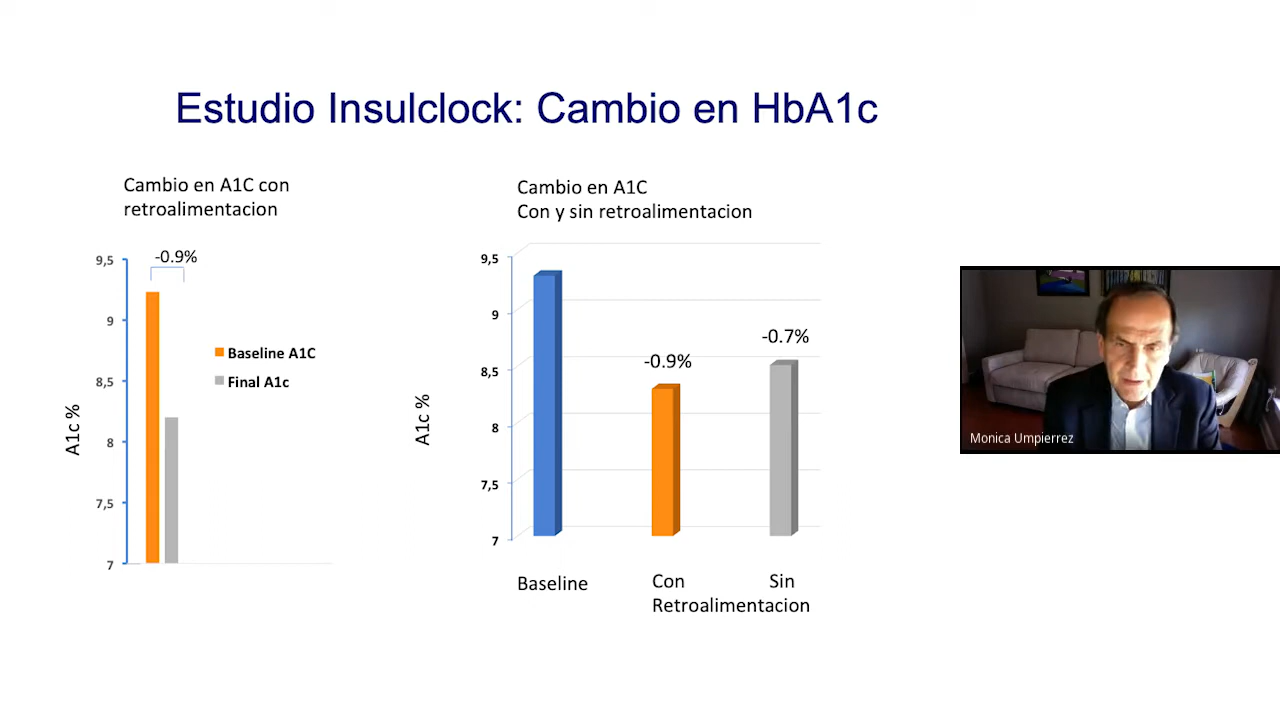 Estudio Insulclock: Cambio en HbA1c
Cambio en A1C con
retroalimentacion
-0.9%
9,5
9
8,5
8
7,5
7
A1c %
Baseline A1C
Final A1c
Cambio en A1C
Con y sin retroalimentacion
9,5
9
8,5
8
7,5
7
A1c %
-0.9%
-0.7%
Baseline
Con
Sin
Retroalimentacion
Monica Umpierrez